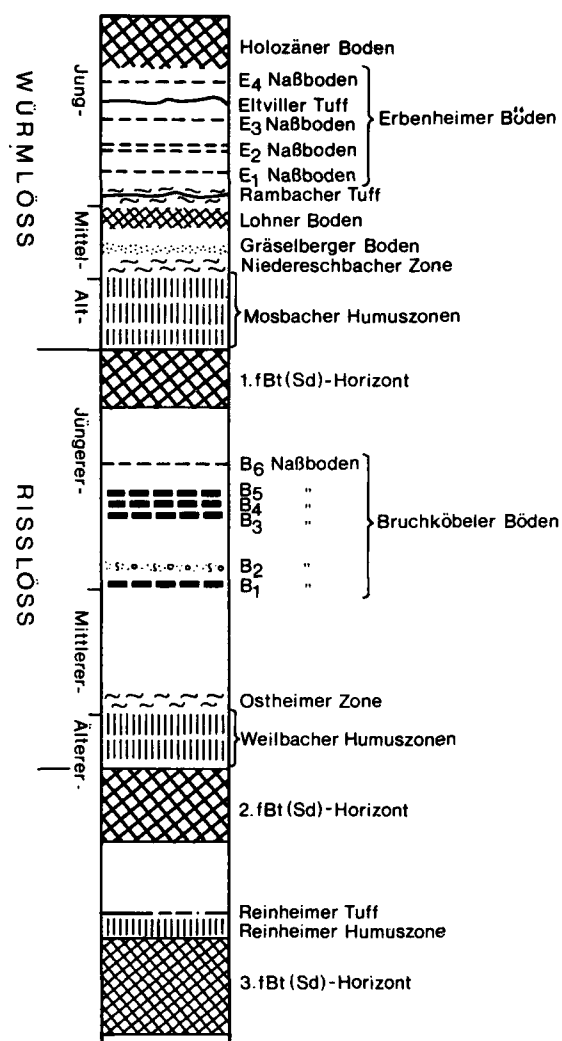 WÜRMLÖSS
Jung-
Mittel-
Alt-
RISSLÖSS
Jüngerer-
Mittlerer-
Älterer-
Holozäner Boden
E4 Naßboden
Eltviller Tuff
E3 Naßboden
E2 Naßboden
E1 Naßboden
Rambacher Tuff
Erbenheimer Böden
Lohner Boden
Gräselberger Boden
Niedereschbacher Zone
Mosbacher Humuszonen
1.fBt(Sd)-Horizont
B6 Naßboden
B5 "
B4 "
B3 "
B2 "
B1 "
Bruchköbeler Böden
Ostheimer Zone
Weilbacher Humuszonen
2.fBt(Sd)-Horizont
Reinheimer Tuff
Reinheimer Humuszone
3.fBt(Sd)-Horizont